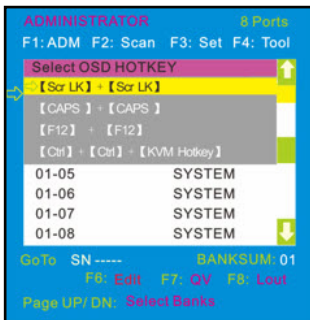 ADMINISTRATOR 8 Ports
F1: ADM F2: Scan F3: Set F4: Tool
Select OSD HOTKEY
【Scr LK】 + 【Scr LK】
【CAPS 】 + 【CAPS 】
【F12】 + 【F12】
【Ctrl】 + 【Ctrl】 + 【KVM Hotkey】
01-05 SYSTEM
01-06 SYSTEM
01-07 SYSTEM
01-08 SYSTEM
GoTo SN ----- BANKSUM: 01
F6: Edit F7: QV F8: Lout
Page UP/ DN: Select Banks